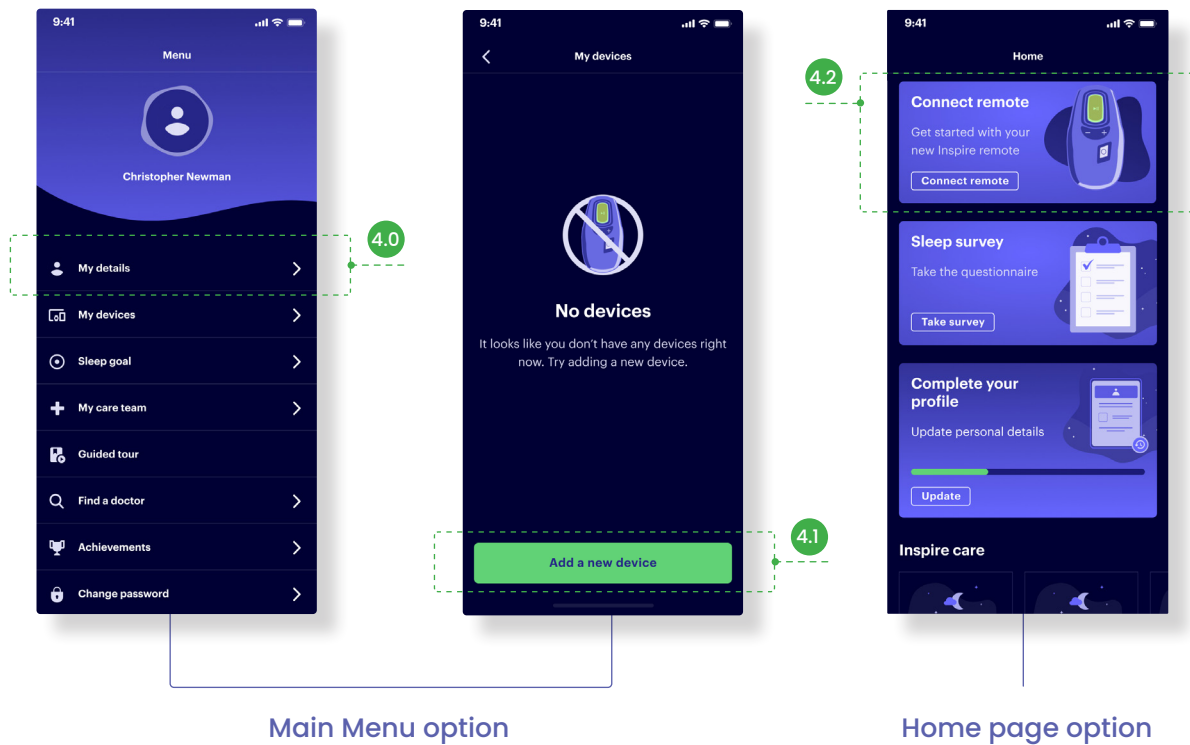 9:41
Menu
Christopher Newman
4.0
My details
My devices
Sleep goal
My care team
Guided tour
Find a doctor
Achievements
Change password
9:41
My devices
No devices
It looks like you don't have any devices right
now. Try adding a new device.
4.1
Add a new device
Main Menu option
9:41
Home
4.2
Connect remote
Get started with your
new Inspire remote
Connect remote
Sleep survey
Take the questionnaire
Take survey
Complete your
profile
Update personal details
Update
Inspire care
Home page option